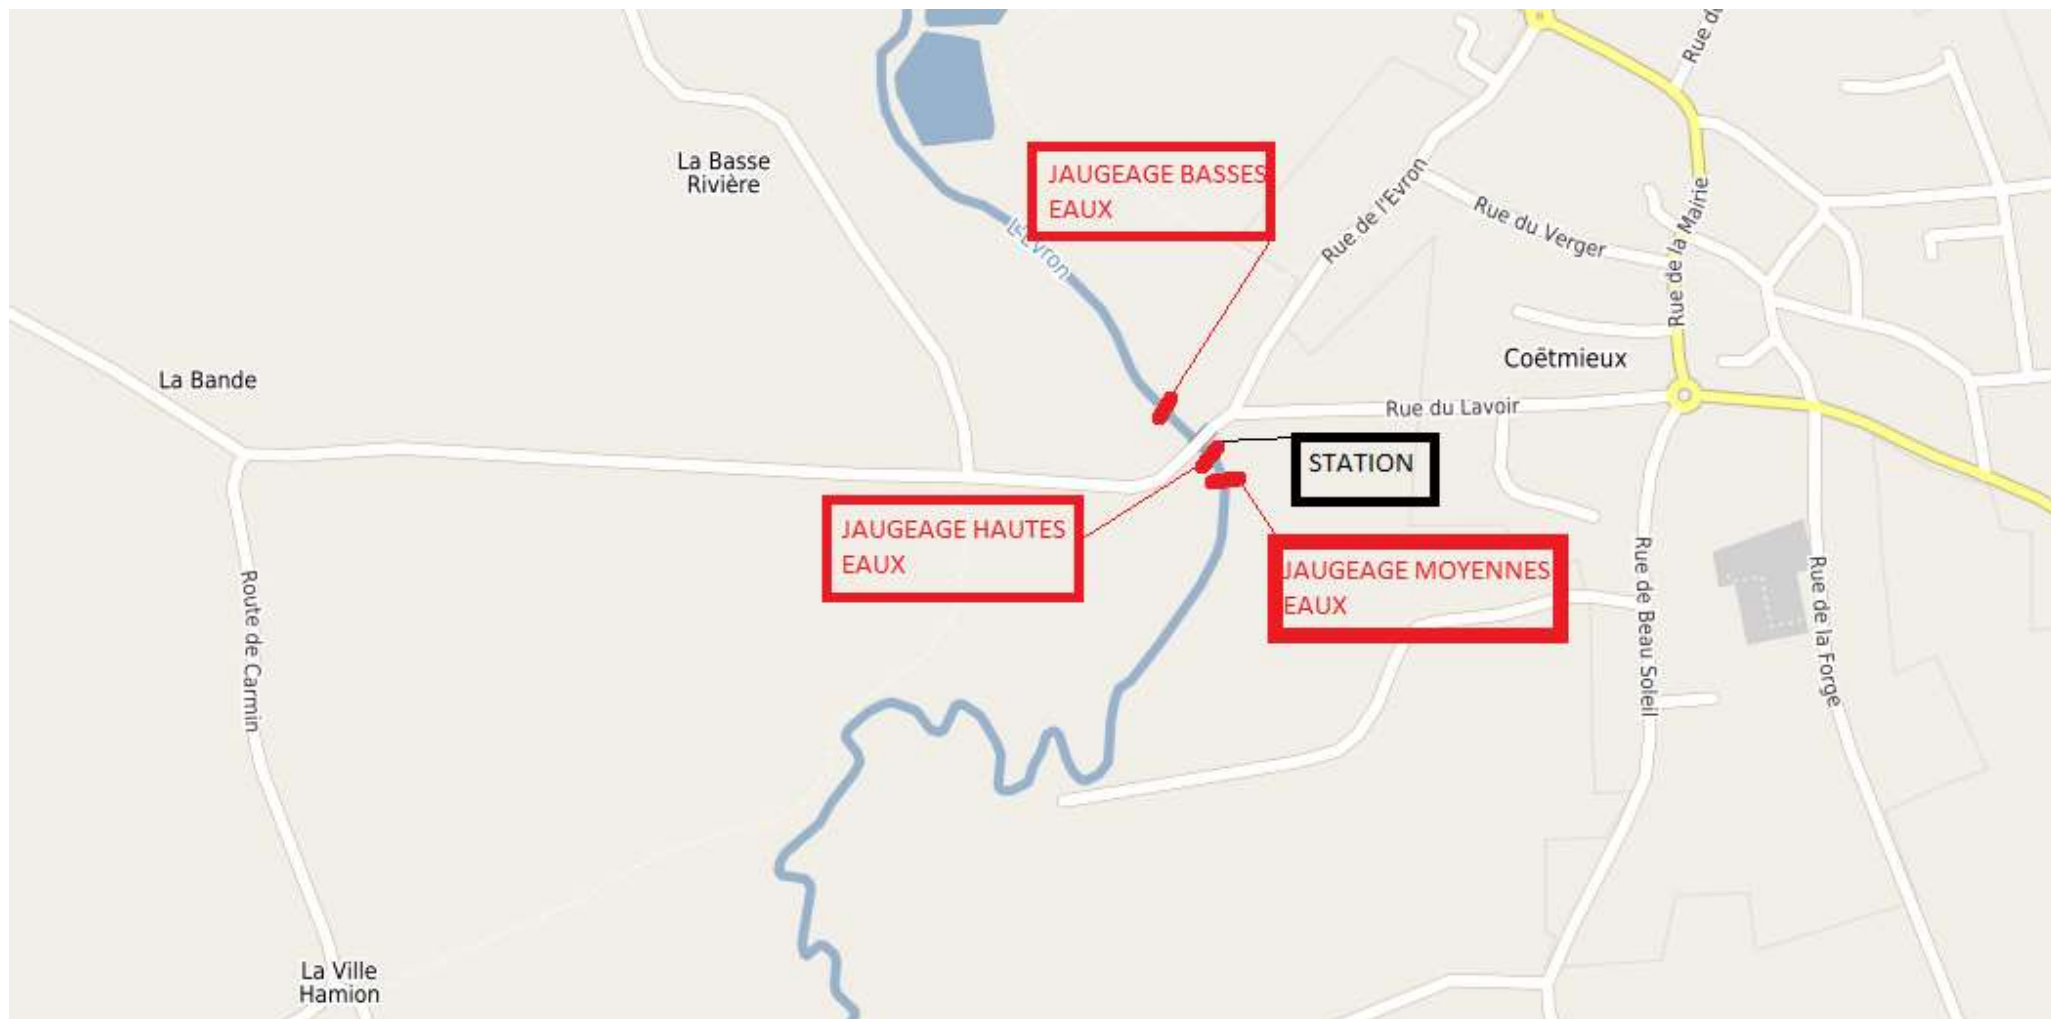 Rue du
La Basse
Rivière
JAUGEAGE BASSES
EAUX
Rue de l'Evron
Rue du Verger
Rue de la Mairie
L'Evron
Coëtmieux
La Bande
Rue du Lavoir
STATION
JAUGEAGE HAUTES
EAUX
JAUGEAGE MOYENNES
EAUX
Route de Carmin
Rue de Beau Soleil
Rue de la Forge
La Ville
Hamion